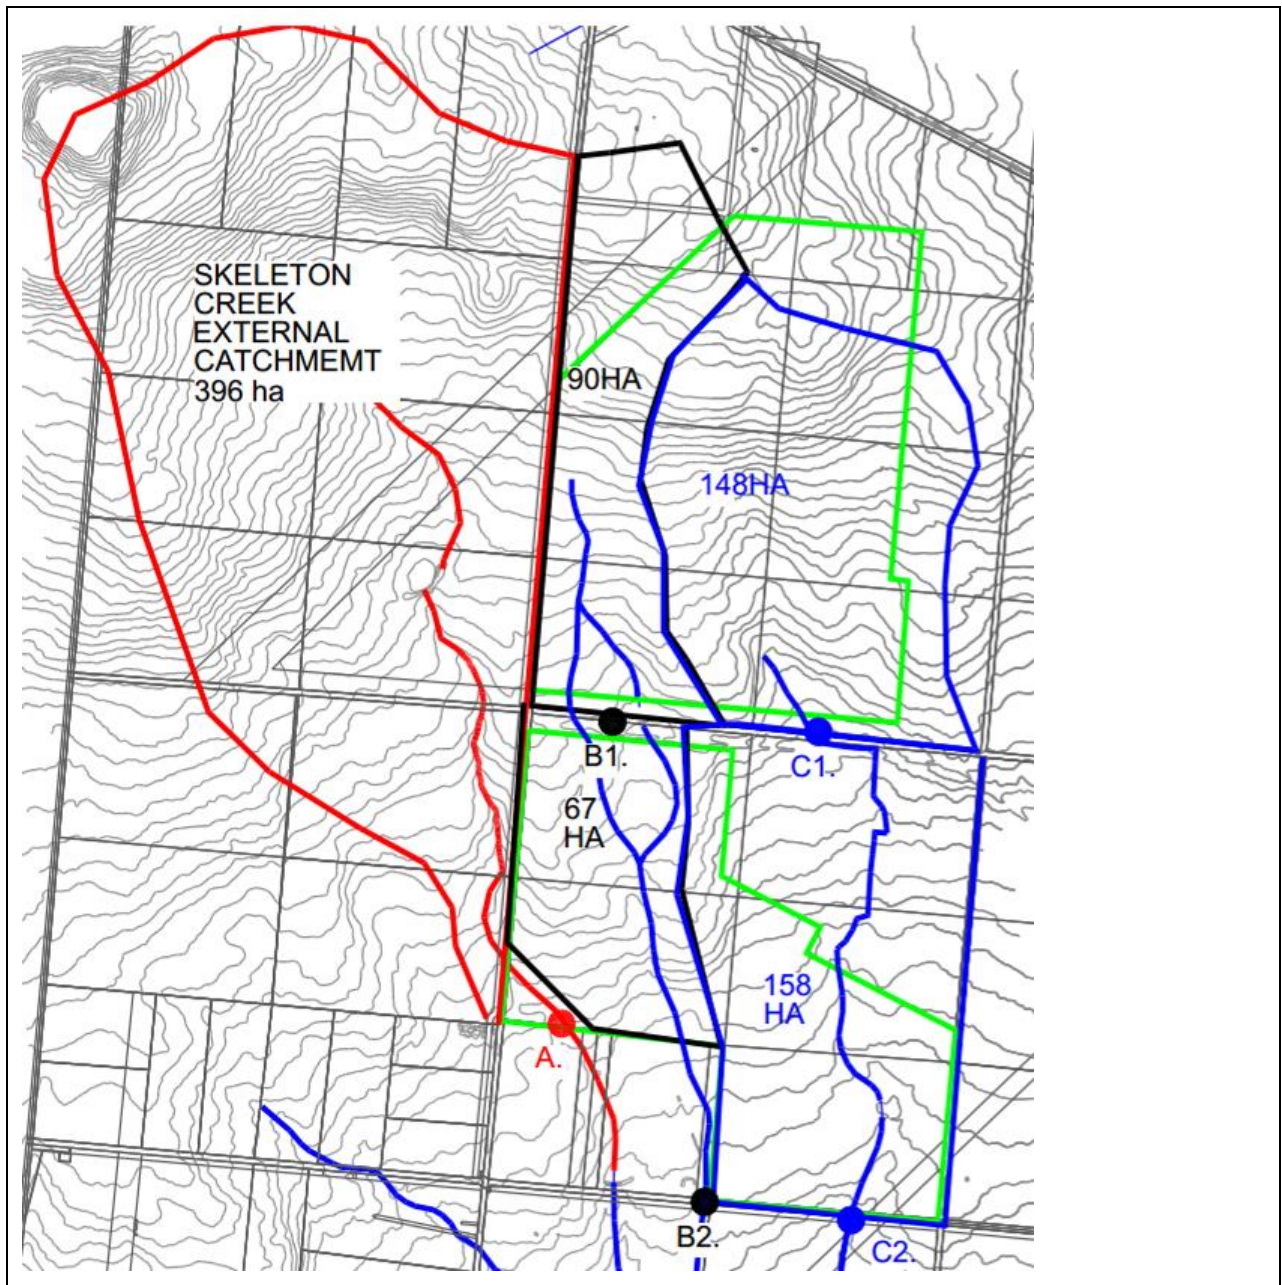 SKELETON
CREEK
EXTERNAL
CATCHMEMT
396 ha
90HA
148HA
B1.
C1.
67
HA
158
HA
A.
B2.
C2.